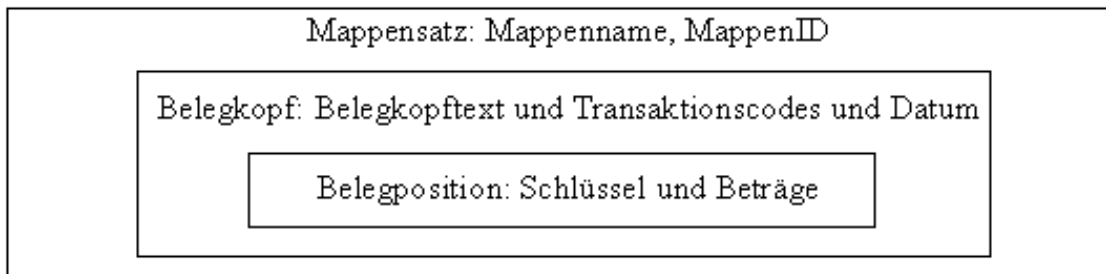 Mappensatz: Mappenname, MappenID
Belegkopf: Belegkopftext und Transaktionscodes und Datum
Belegposition: Schlüssel und Beträge